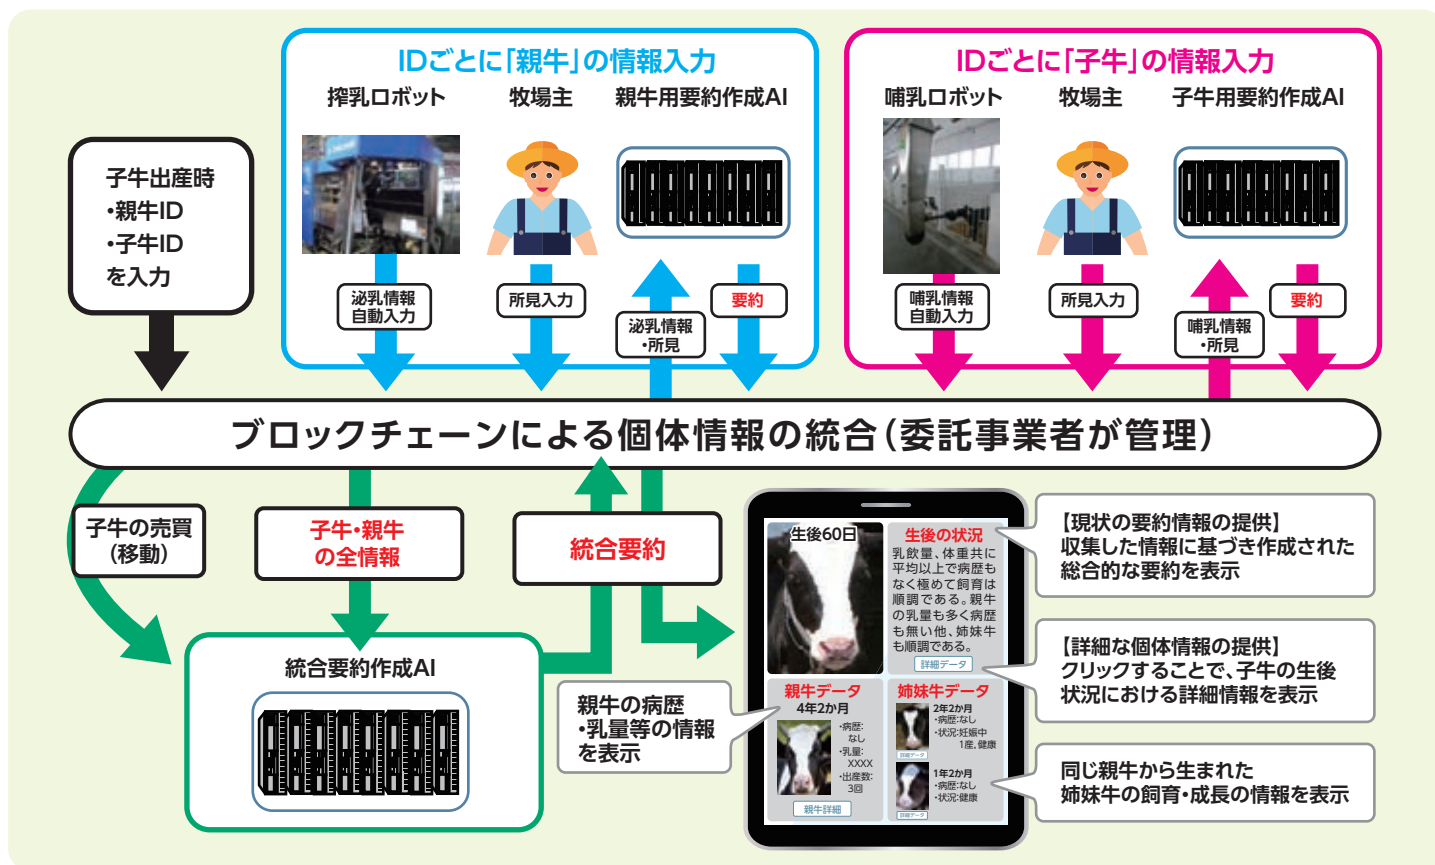 IDごとに「親牛」の情報入力
搾乳ロボット
牧場主
親牛用要約作成AI
泌乳情報
自動入力
所見入力
泌乳情報
・所見
要約
IDごとに「子牛」の情報入力
哺乳ロボット
牧場主
子牛用要約作成AI
哺乳情報
自動入力
所見入力
哺乳情報
・所見
要約
子牛出産時
・親牛ID
・子牛ID
を入力
ブロックチェーンによる個体情報の統合(委託事業者が管理)
子牛の売買
(移動)
子牛・親牛
の全情報
統合要約
統合要約作成AI
生後60日
生後の状況
乳飲量、体重共に
平均以上で病歴も
なく極めて飼育は
順調である。親牛
の乳量も多く病歴
も無い他、姉妹牛
も順調である。
詳細データ
親牛データ
4年2か月
・病歴:
なし
・乳量:
XXXX
・出産数:
3回
親牛詳細
姉妹牛データ
2年2か月
・病歴:なし
・状況:妊娠中
1産、健康
詳細データ
1年2か月
・病歴:なし
・状況:健康
詳細データ
【現状の要約情報の提供】
収集した情報に基づき作成された
総合的な要約を表示
【詳細な個体情報の提供】
クリックすることで、子牛の生後
状況における詳細情報を表示
親牛の病歴
・乳量等の情報
を表示
同じ親牛から生まれた
姉妹牛の飼育・成長の情報を表示